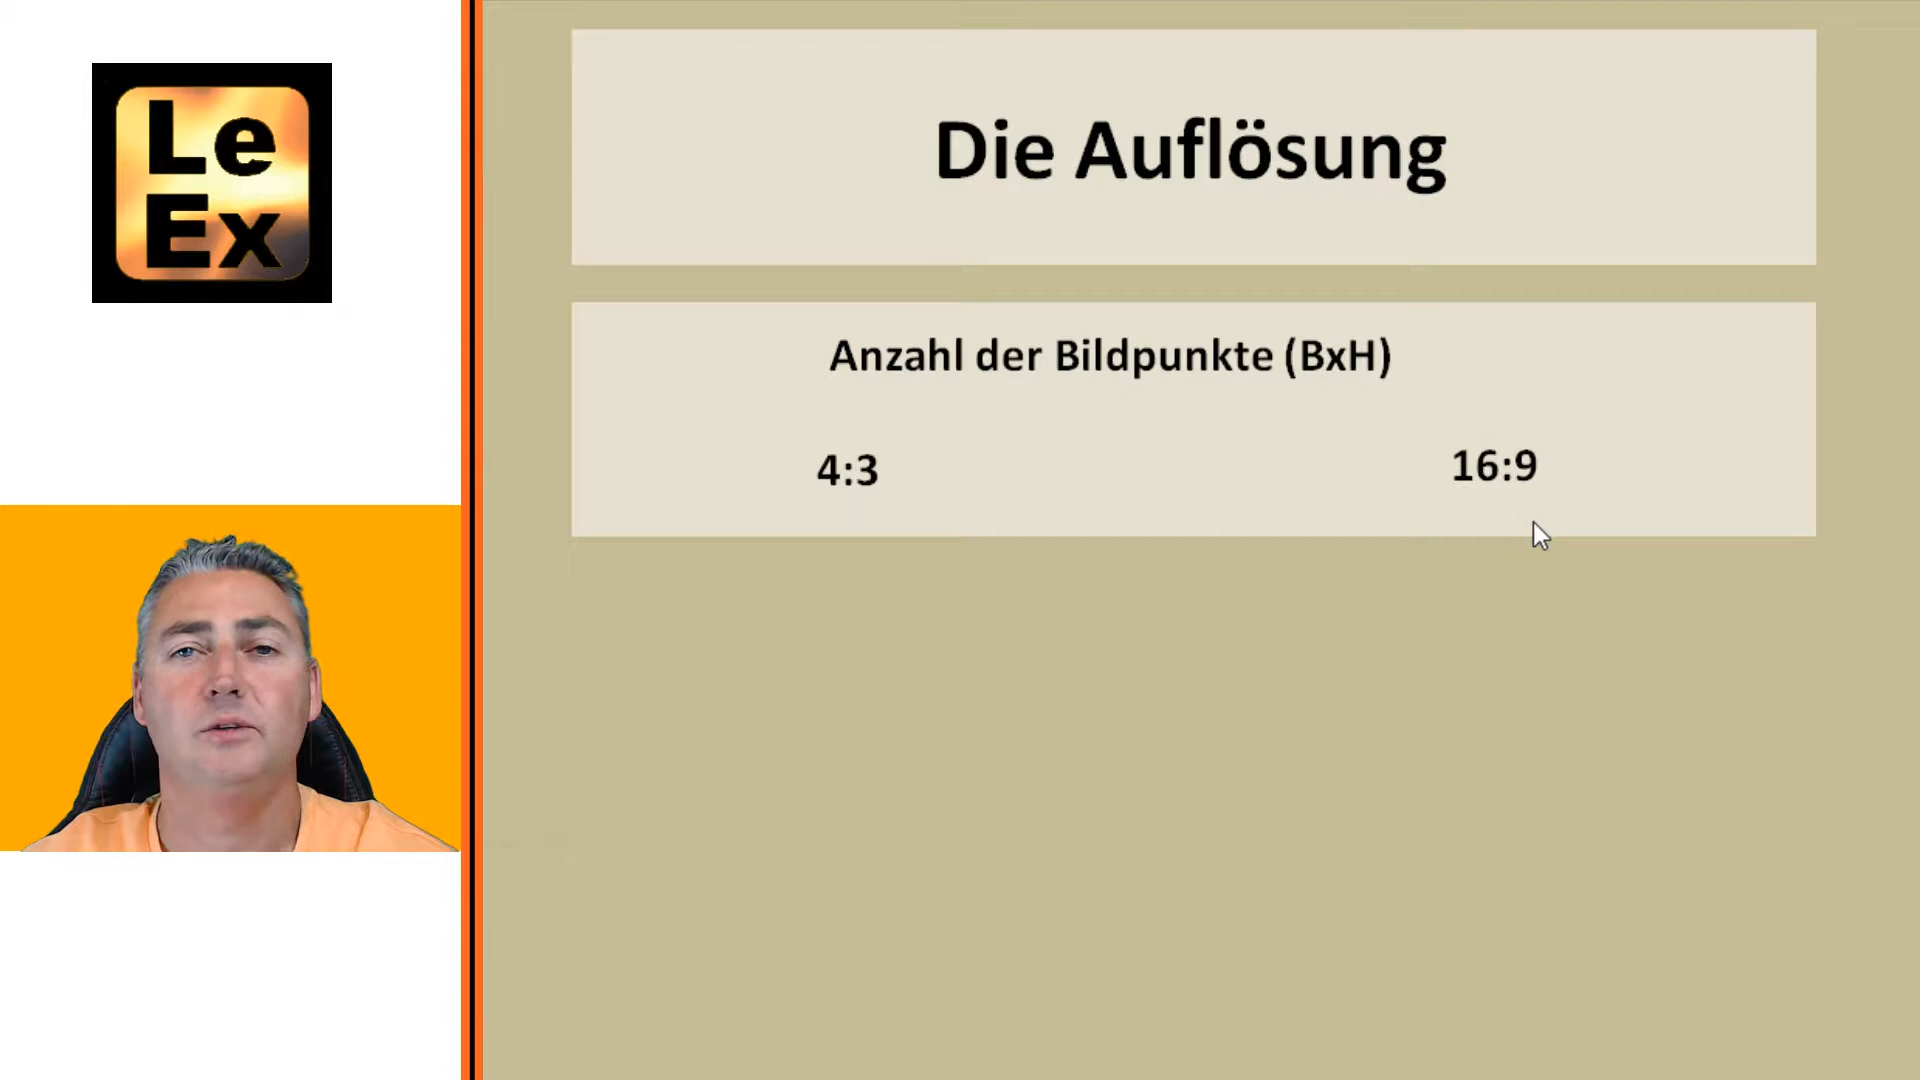 Le
Ex
Die Auflösung
Anzahl der Bildpunkte (BxH)
4:3
16:9